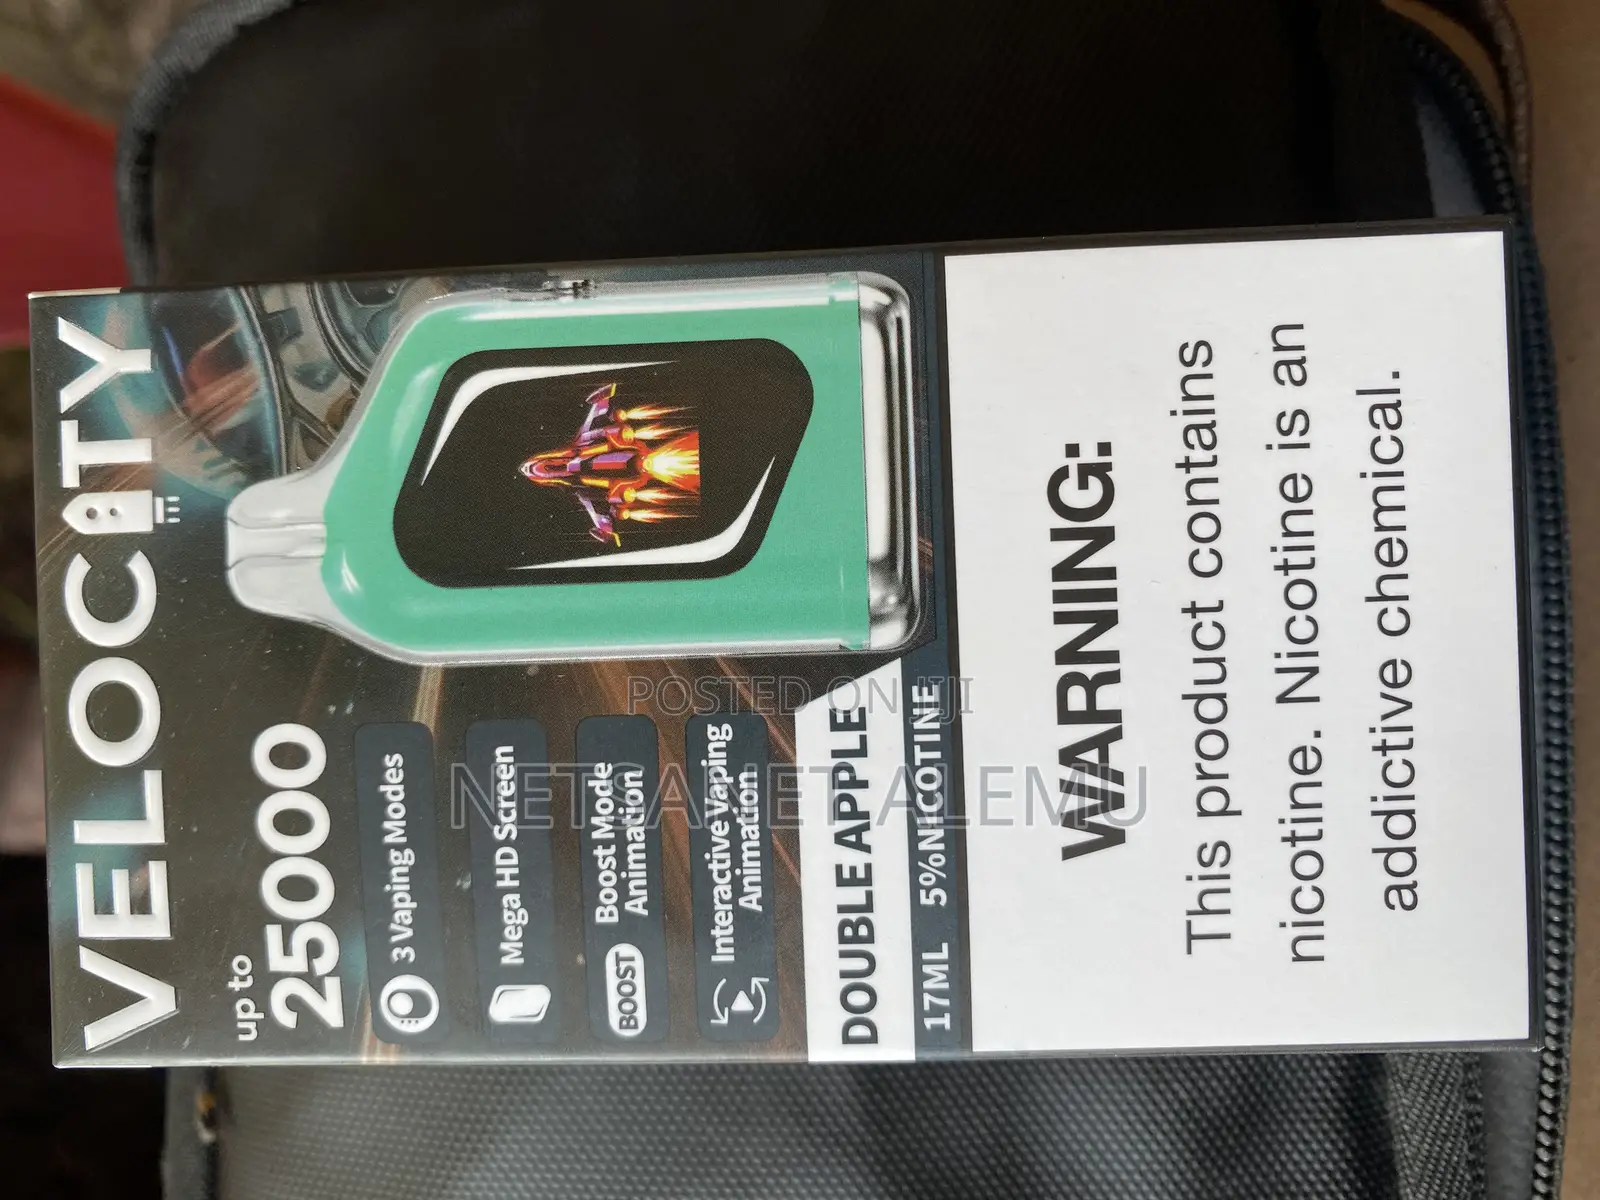 VELOCITY
up to
25000
3 Vaping Modes
Mega HD Screen
BOOST
Boost Mode
Animation
Interactive Vaping
Animation
DOUBLE APPLE
17ML 5%NICOTINE
WARNING:
This product contains
nicotine. Nicotine is an
addictive chemical.
POSTED ON JIJI
NETSANET ALEMU